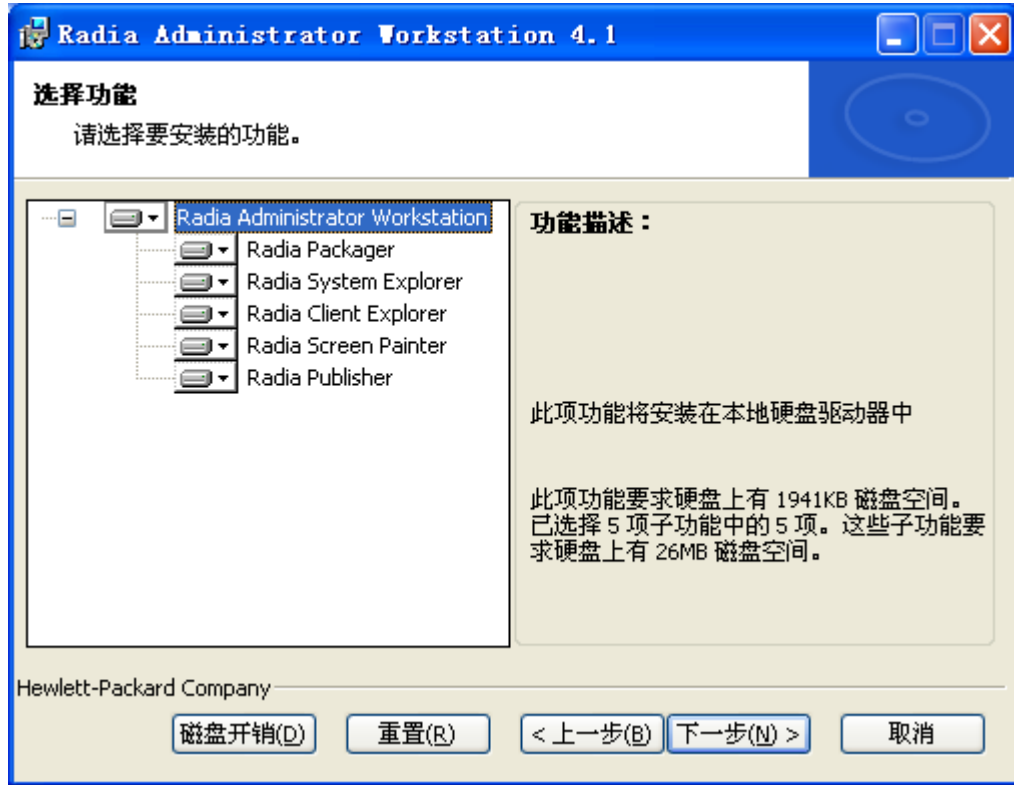 Radia Administrator Workstation 4.1
选择功能
请选择要安装的功能。
Radia Administrator Workstation
Radia Packager
Radia System Explorer
Radia Client Explorer
Radia Screen Painter
Radia Publisher
功能描述：
此项功能将安装在本地硬盘驱动器中
此项功能要求硬盘上有 1941KB 磁盘空间。
已选择 5 项子功能中的 5 项。这些子功能要
求硬盘上有 26MB 磁盘空间。
Hewlett-Packard Company
磁盘开销(D)
重置(R)
< 上一步(B)
下一步(N) >
取消